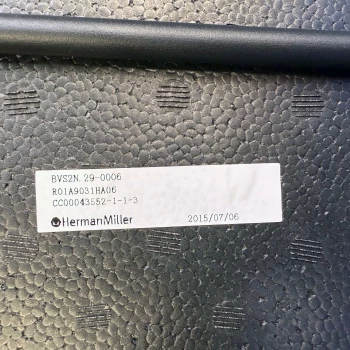 BVS2N.29-0006
R01A9031HA06
CC00043552-1-1-3
HermanMiller 2015/07/06